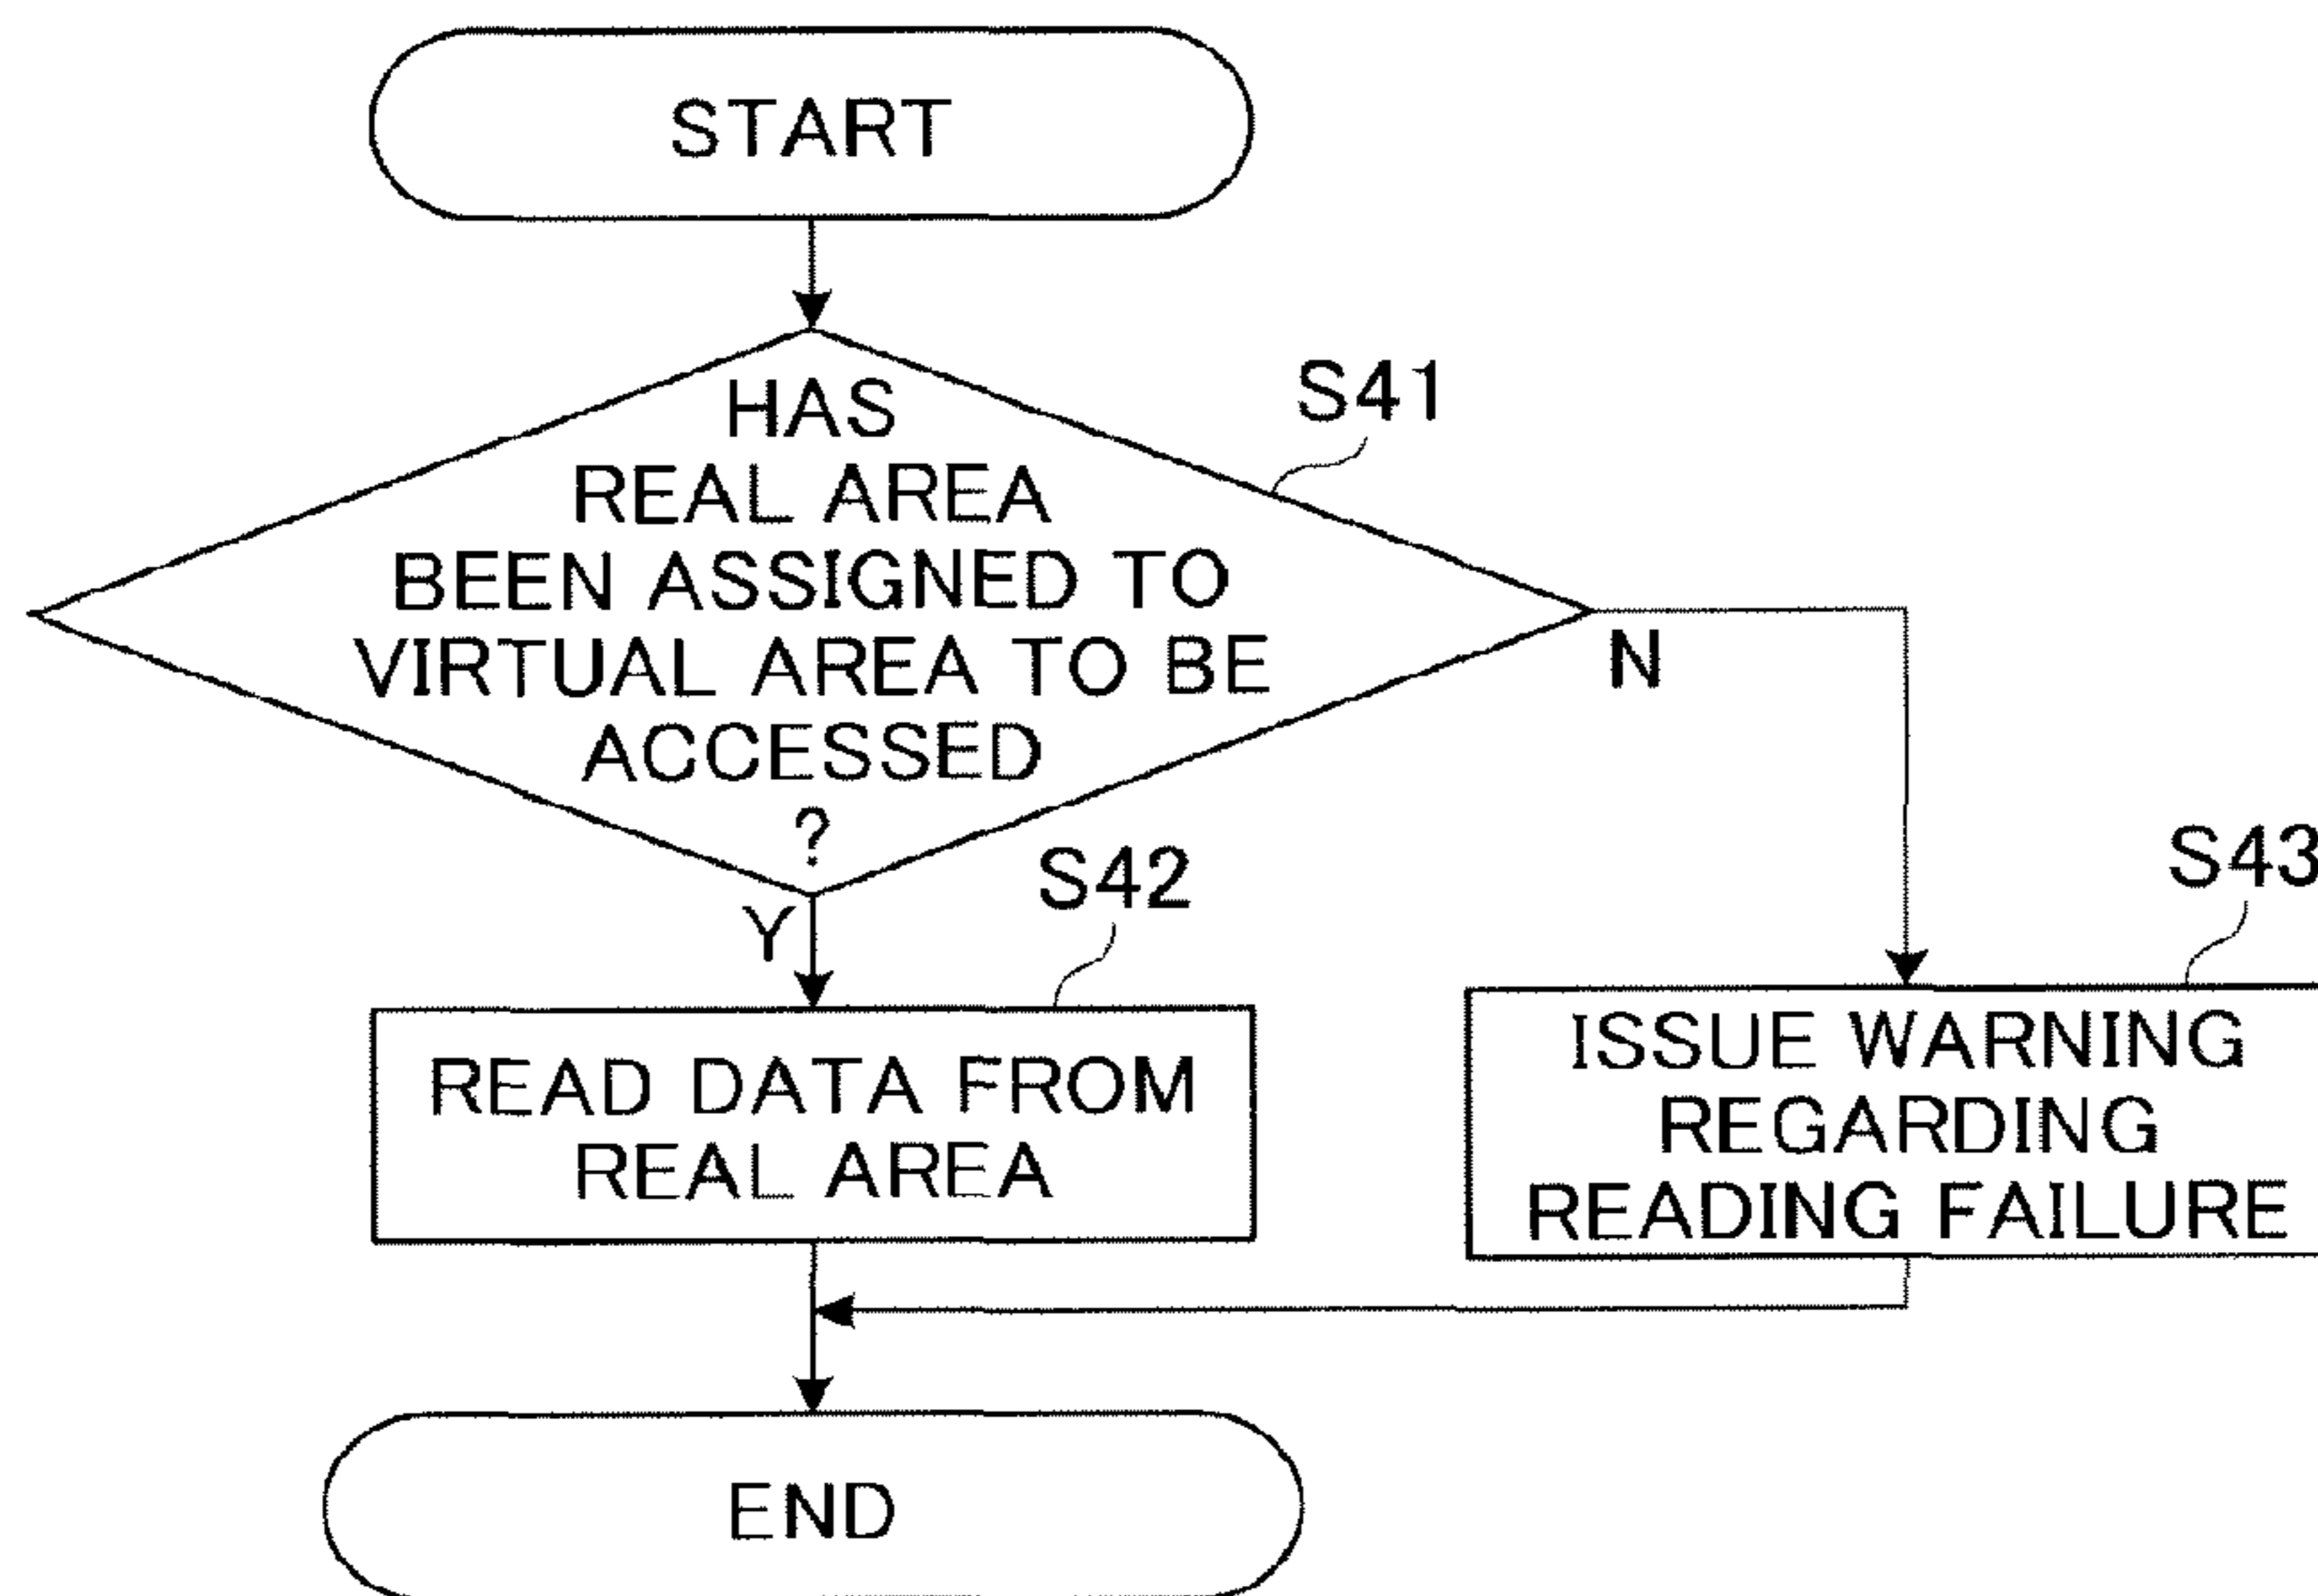 START
S41
HAS
REAL AREA
BEEN ASSIGNED TO
VIRTUAL AREA TO BE
ACCESSED
?
N
Y
S42
S43
READ DATA FROM
REAL AREA
ISSUE WARNING
REGARDING
READING FAILURE
END